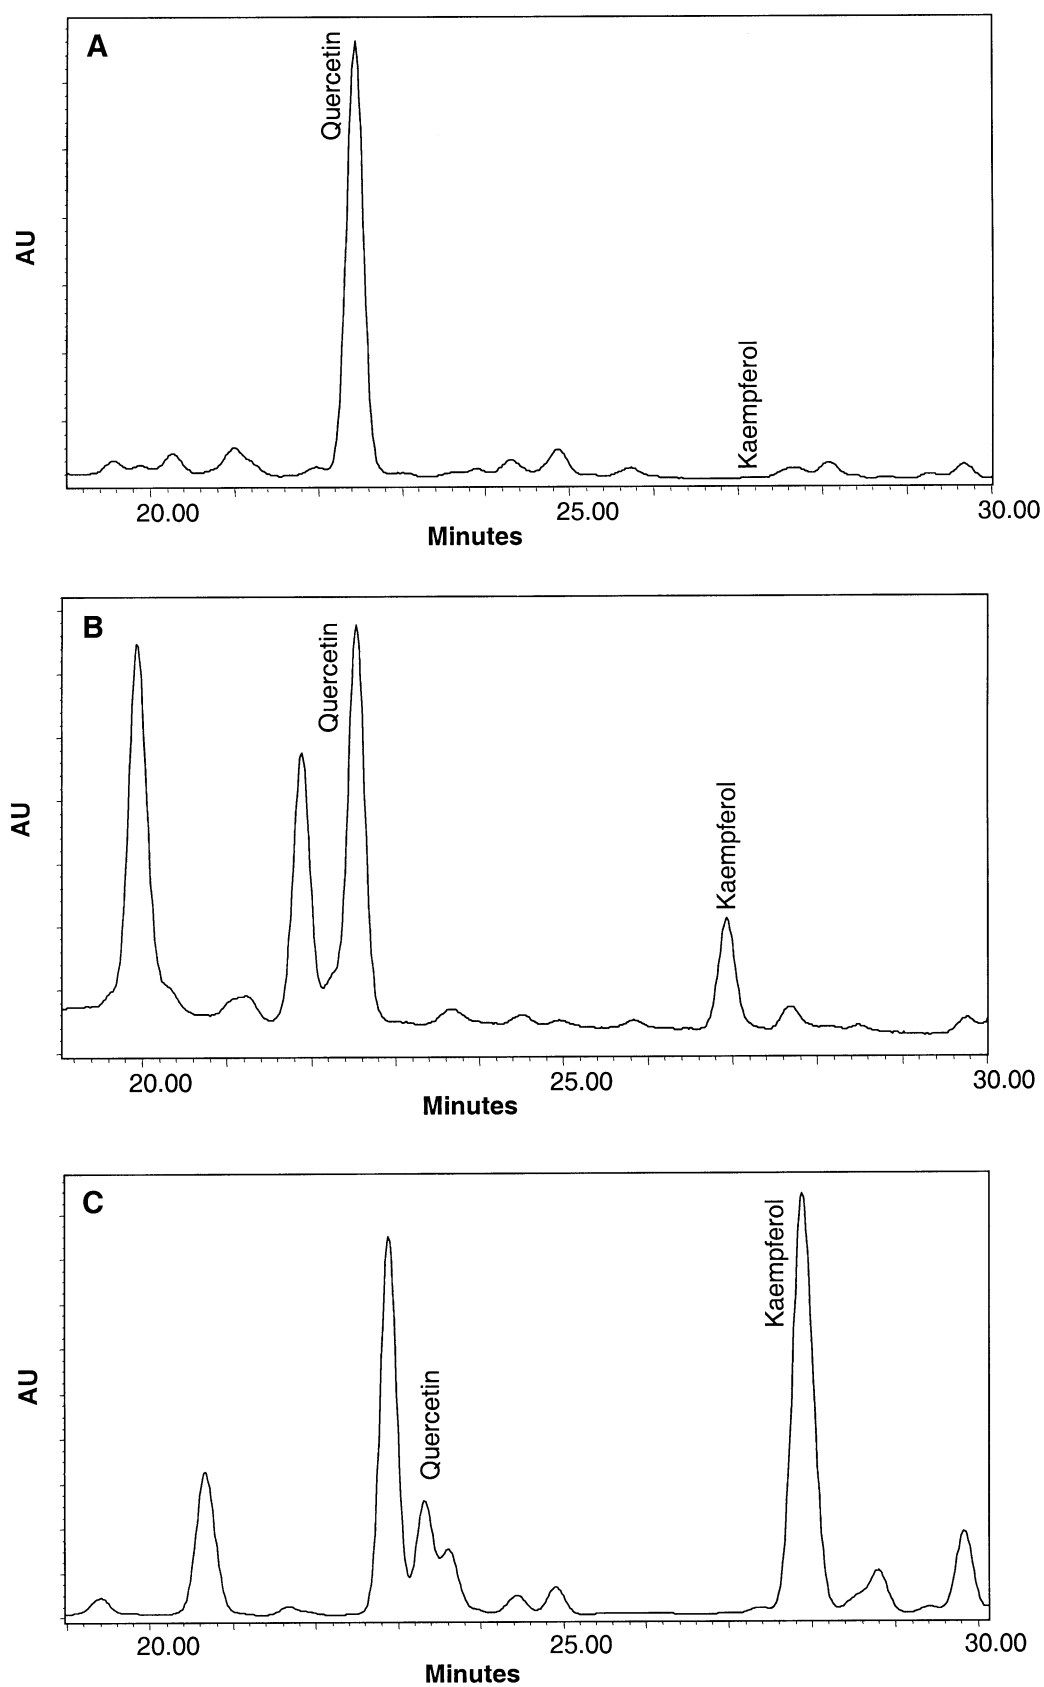 A
Quercetin
Kaempferol
AU
20.00 25.00 30.00
Minutes
B
Quercetin
Kaempferol
AU
20.00 25.00 30.00
Minutes
C
Kaempferol
Quercetin
AU
20.00 25.00 30.00
Minutes